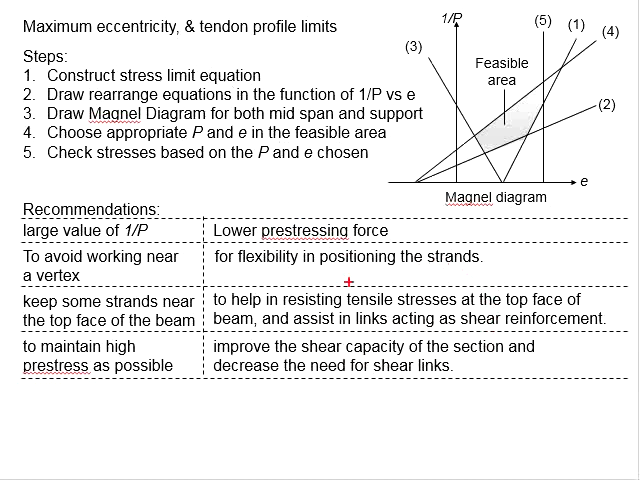 Maximum eccentricity, & tendon profile limits
Steps:
1. Construct stress limit equation
2. Draw rearrange equations in the function of 1/P vs e
3. Draw Magnel Diagram for both mid span and support
4. Choose appropriate P and e in the feasible area
5. Check stresses based on the P and e chosen
1/P
(5)
(1)
(4)
(3)
Feasible
area
(2)
e
Magnel diagram
Recommendations:
large value of 1/P
Lower prestressing force
To avoid working near
a vertex
for flexibility in positioning the strands.
keep some strands near
the top face of the beam
to help in resisting tensile stresses at the top face of
beam, and assist in links acting as shear reinforcement.
to maintain high
prestress as possible
improve the shear capacity of the section and
decrease the need for shear links.